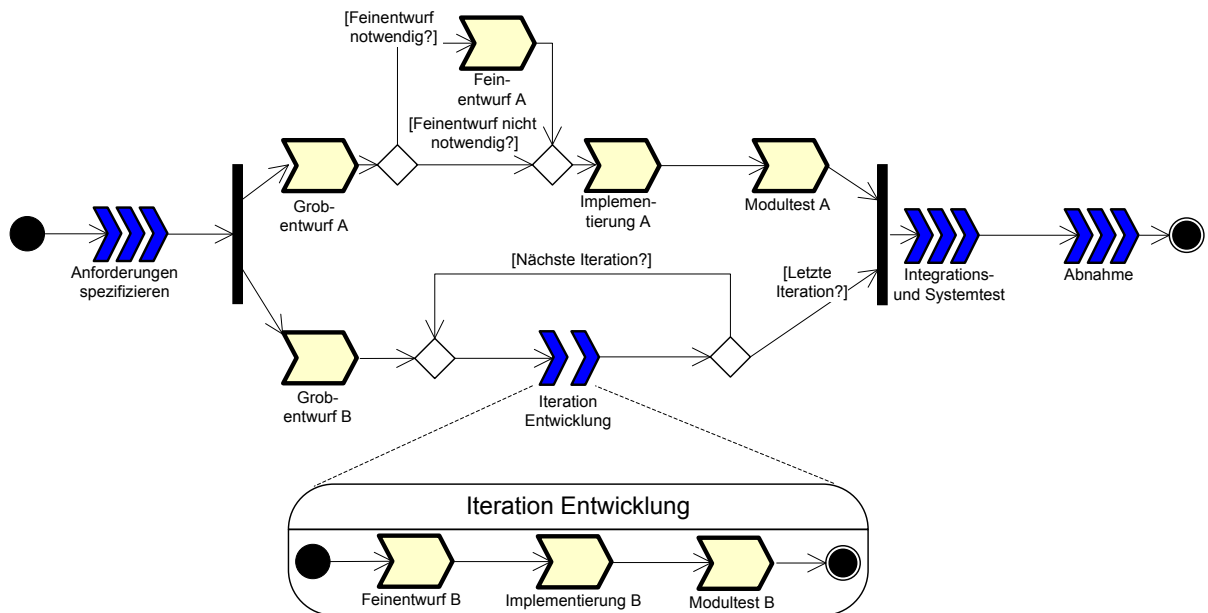 [Feinentwurf
notwendig?]
Fein-
entwurf A
[Feinentwurf nicht
notwendig?]
Grob-
entwurf A
Implemen-
tierung A
Modultest A
Anforderungen
spezifizieren
[Nächste Iteration?]
[Letzte
Iteration?]
Integrations-
und Systemtest
Abnahme
Grob-
entwurf B
Iteration
Entwicklung
Iteration Entwicklung
Feinentwurf B
Implementierung B
Modultest B